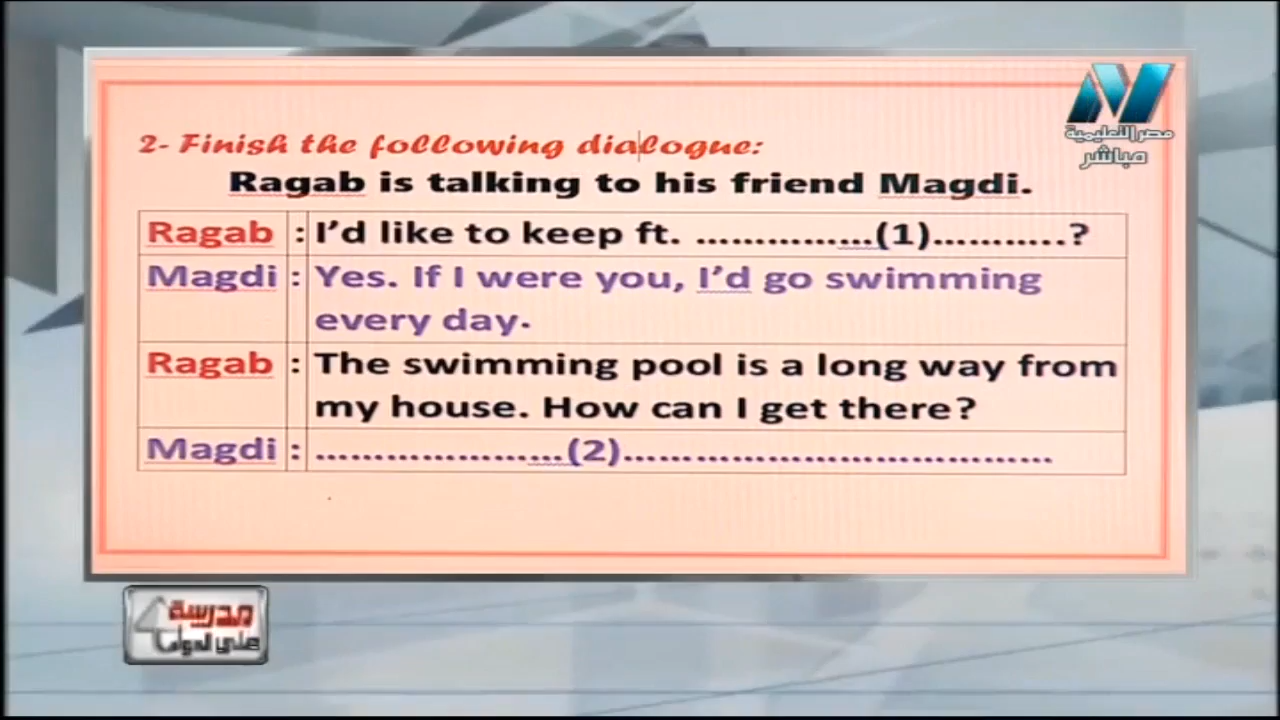 مصر التعليمية
مباشر
2- Finish the following dialogue:
Ragab is talking to his friend Magdi.
Ragab : I'd like to keep ft. ..................(1)...........?
Magdi : Yes. If I were you, I'd go swimming
every day.
Ragab : The swimming pool is a long way from
my house. How can I get there?
Magdi : .....................(2)....................................
مدرسة
على الهواء